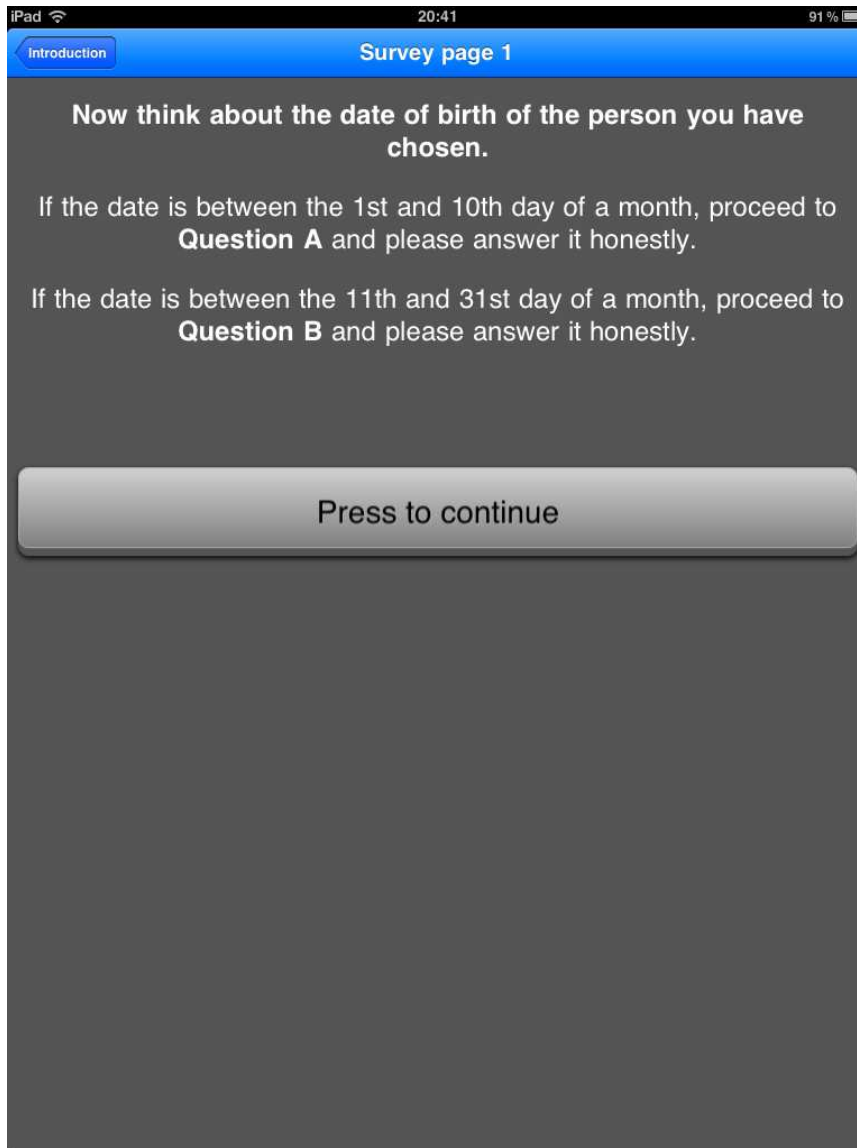 iPad 20:41 91 %
Introduction Survey page 1
Now think about the date of birth of the person you have
chosen.
If the date is between the 1st and 10th day of a month, proceed to
Question A and please answer it honestly.
If the date is between the 11th and 31st day of a month, proceed to
Question B and please answer it honestly.
Press to continue